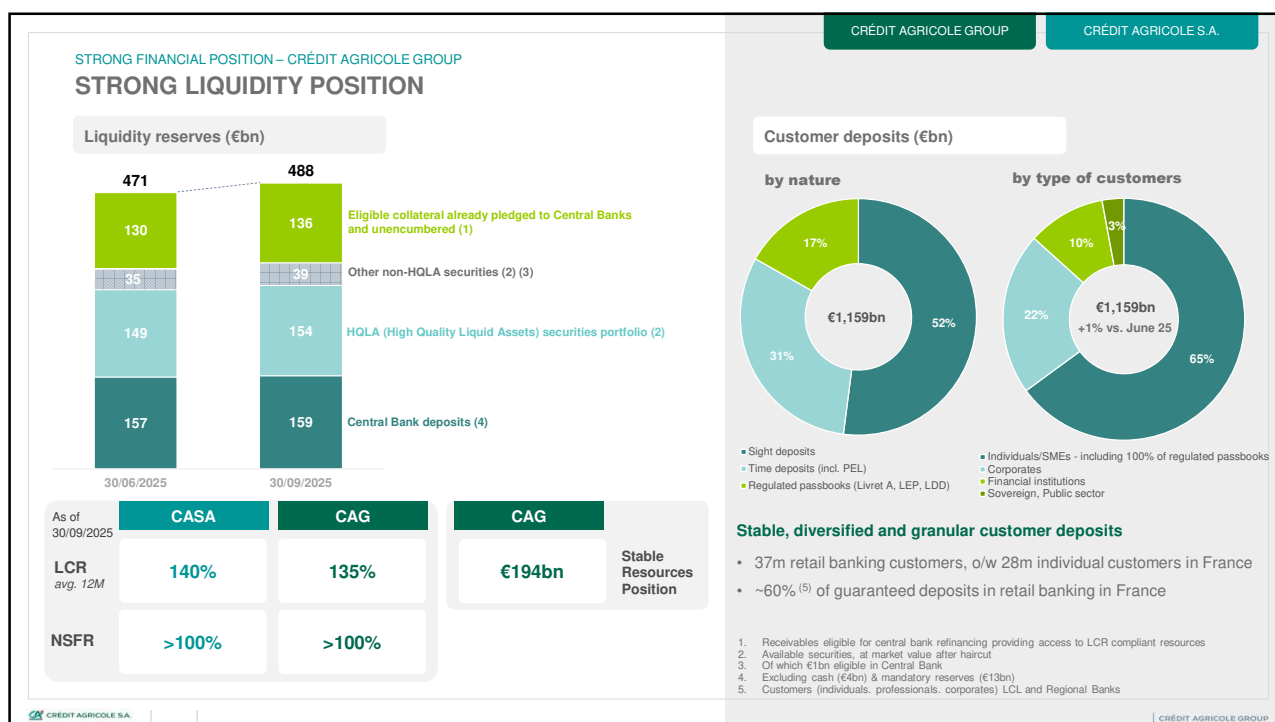 CRÉDIT AGRICOLE GROUP
CRÉDIT AGRICOLE S.A.
STRONG FINANCIAL POSITION – CRÉDIT AGRICOLE GROUP
STRONG LIQUIDITY POSITION
Liquidity reserves (€bn)
471
488
130
136
Eligible collateral already pledged to Central Banks
and unencumbered (1)
35
39
Other non-HQLA securities (2) (3)
149
154
HQLA (High Quality Liquid Assets) securities portfolio (2)
157
159
Central Bank deposits (4)
30/06/2025
30/09/2025
As of
30/09/2025
CASA
CAG
LCR
avg. 12M
140%
135%
NSFR
>100%
>100%
CAG
€194bn
Stable
Resources
Position
Customer deposits (€bn)
by nature
17%
52%
31%
€1,159bn
Sight deposits
Time deposits (incl. PEL)
Regulated passbooks (Livret A, LEP, LDD)
by type of customers
3%
10%
22%
65%
€1,159bn
+1% vs. June 25
Individuals/SMEs - including 100% of regulated passbooks
Corporates
Financial institutions
Sovereign, Public sector
Stable, diversified and granular customer deposits
• 37m retail banking customers, o/w 28m individual customers in France
• ~60% (5) of guaranteed deposits in retail banking in France
1. Receivables eligible for central bank refinancing providing access to LCR compliant resources
2. Available securities, at market value after haircut
3. Of which €1bn eligible in Central Bank
4. Excluding cash (€4bn) & mandatory reserves (€13bn)
5. Customers (individuals. professionals. corporates) LCL and Regional Banks
CRÉDIT AGRICOLE S.A.
CRÉDIT AGRICOLE GROUP